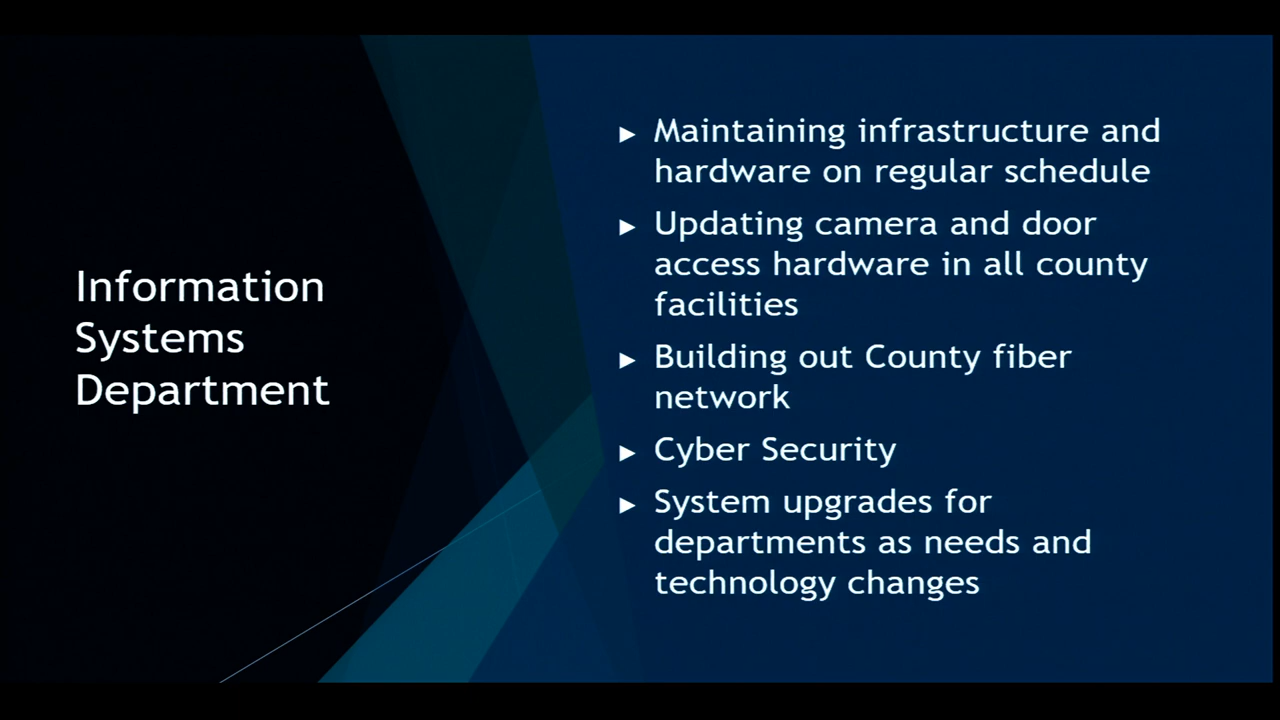 Information
Systems
Department
► Maintaining infrastructure and
hardware on regular schedule
► Updating camera and door
access hardware in all county
facilities
► Building out County fiber
network
► Cyber Security
► System upgrades for
departments as needs and
technology changes